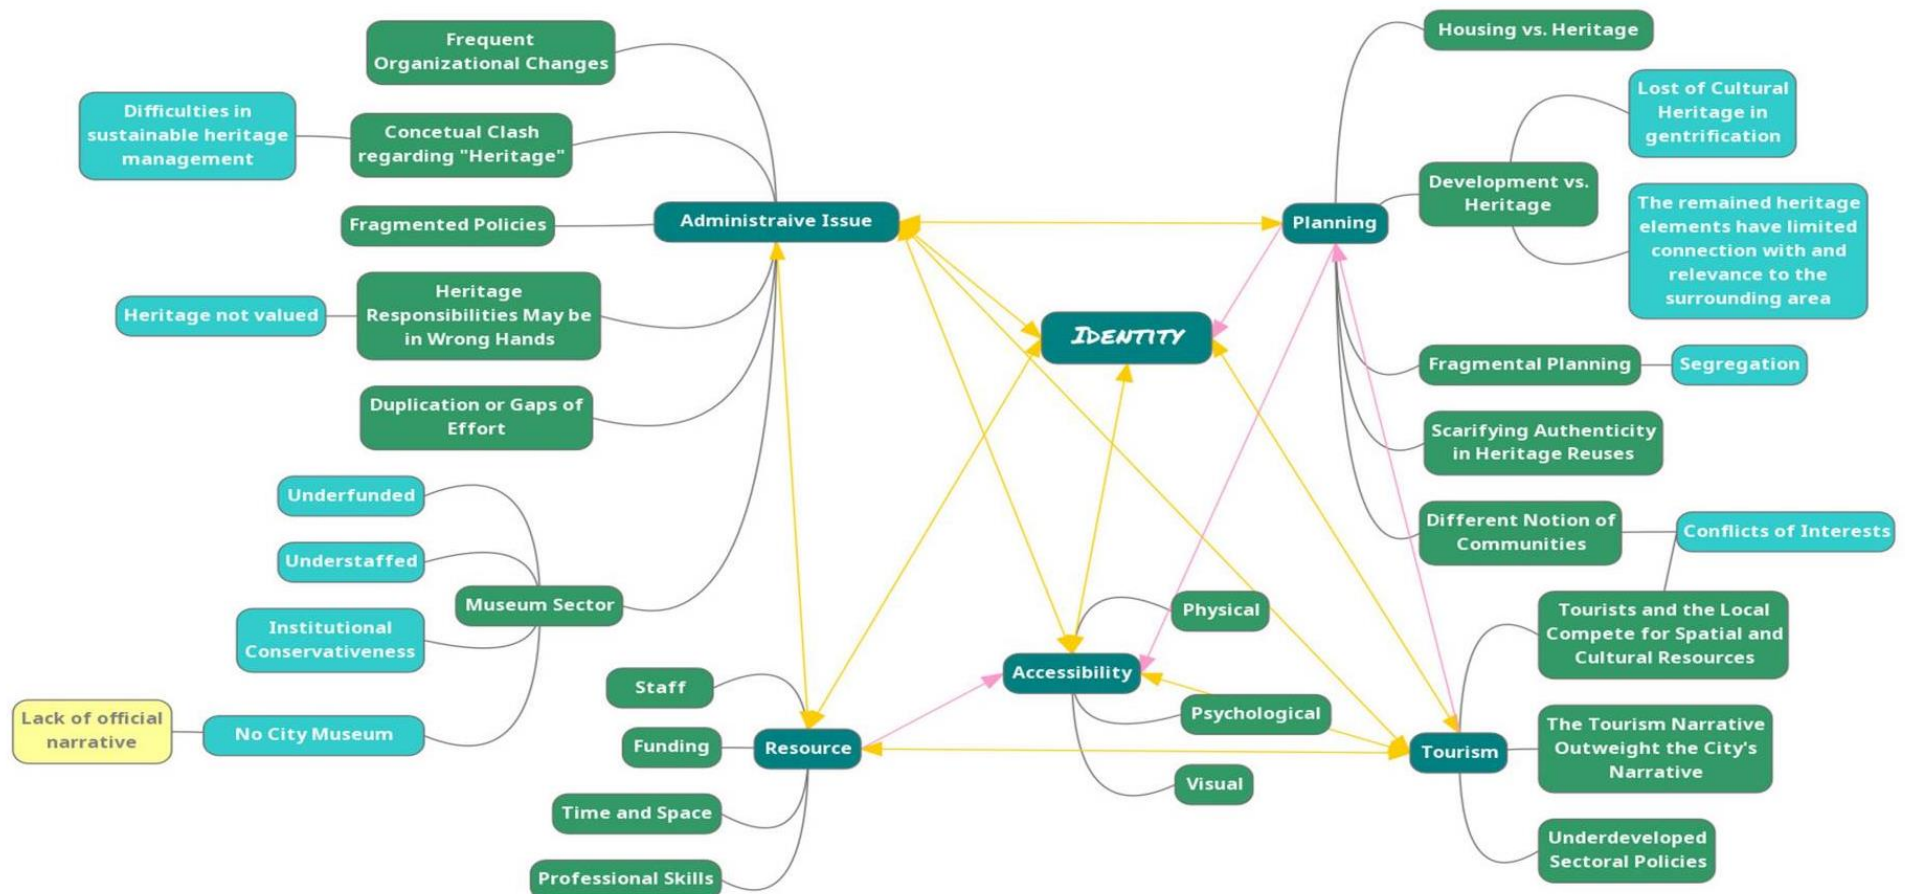 Frequent
Organizational Changes
Difficulties in
sustainable heritage
management
Concetual Clash
regarding "Heritage"
Fragmented Policies
Administraive Issue
Heritage not valued
Heritage
Responsibilities May be
in Wrong Hands
Duplication or Gaps of
Effort
Underfunded
Understaffed
Museum Sector
Institutional
Conservativeness
Lack of official
narrative
No City Museum
Identity
Planning
Housing vs. Heritage
Lost of Cultural
Heritage in
gentrification
Development vs.
Heritage
The remained heritage
elements have limited
connection with and
relevance to the
surrounding area
Fragmental Planning
Segregation
Scarifying Authenticity
in Heritage Reuses
Different Notion of
Communities
Conflicts of Interests
Staff
Funding
Resource
Time and Space
Professional Skills
Physical
Accessibility
Psychological
Visual
Tourism
Tourists and the Local
Compete for Spatial and
Cultural Resources
The Tourism Narrative
Outweight the City's
Narrative
Underdeveloped
Sectoral Policies